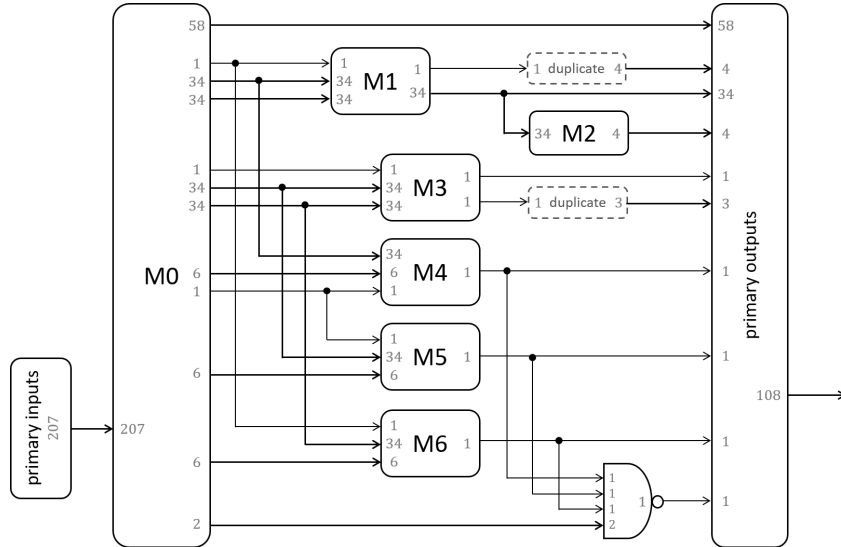 58 58
1 1 1 1 duplicate 4 4
34 34 M1
34 34 34 34
34 M2 4 4
1 1 1 1
34 34 M3
34 34 1 1 duplicate 3 3
34
M0 6 6 M4 1 1
1 1
primary outputs
1
34 M5 1 1
6 6
primary inputs
207
207
108
1
34 M6 1 1
6 6
1
1 1 1
1
2 2